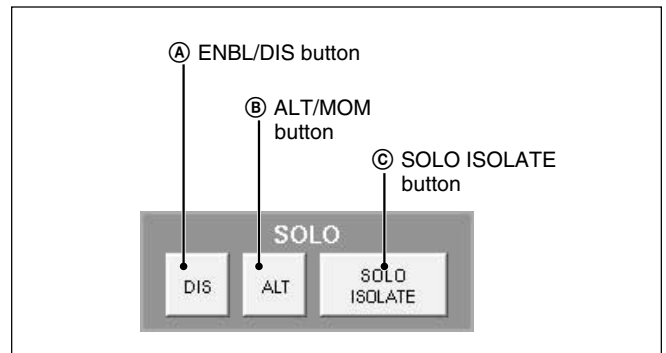 Ⓐ ENBL/DIS button
Ⓑ ALT/MOM
button
Ⓒ SOLO ISOLATE
button
SOLO
DIS
ALT
SOLO
ISOLATE